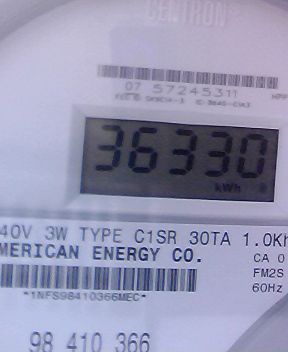 CENTRON®
07 57245311
36330
kWh
40V 3W TYPE C1SR 30TA 1.0Kh
MERICAN ENERGY CO.
CA 0
FM2S
60Hz
*1NFS98410366MEC*
98 410 366